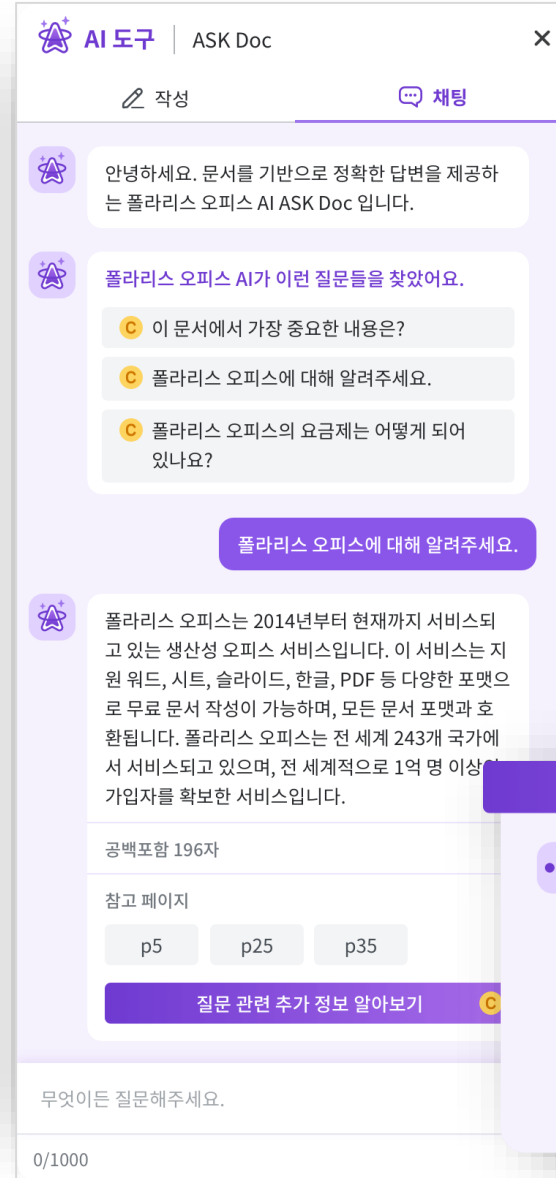 AI 도구 | ASK Doc
작성
채팅
안녕하세요. 문서를 기반으로 정확한 답변을 제공하
는 폴라리스 오피스 AI ASK Doc 입니다.
폴라리스 오피스 AI가 이런 질문들을 찾았어요.
C 이 문서에서 가장 중요한 내용은?
C 폴라리스 오피스에 대해 알려주세요.
C 폴라리스 오피스의 요금제는 어떻게 되어
있나요?
폴라리스 오피스에 대해 알려주세요.
폴라리스 오피스는 2014년부터 현재까지 서비스되
고 있는 생산성 오피스 서비스입니다. 이 서비스는 지
원 워드, 시트, 슬라이드, 한글, PDF 등 다양한 포맷으
로 무료 문서 작성이 가능하며, 모든 문서 포맷과 호
환됩니다. 폴라리스 오피스는 전 세계 243개 국가에
서 서비스되고 있으며, 전 세계적으로 1억 명
가입자를 확보한 서비스입니다.
공백포함 196자
참고 페이지
p5
p25
p35
질문 관련 추가 정보 알아보기 C
무엇이든 질문해주세요.
0/1000